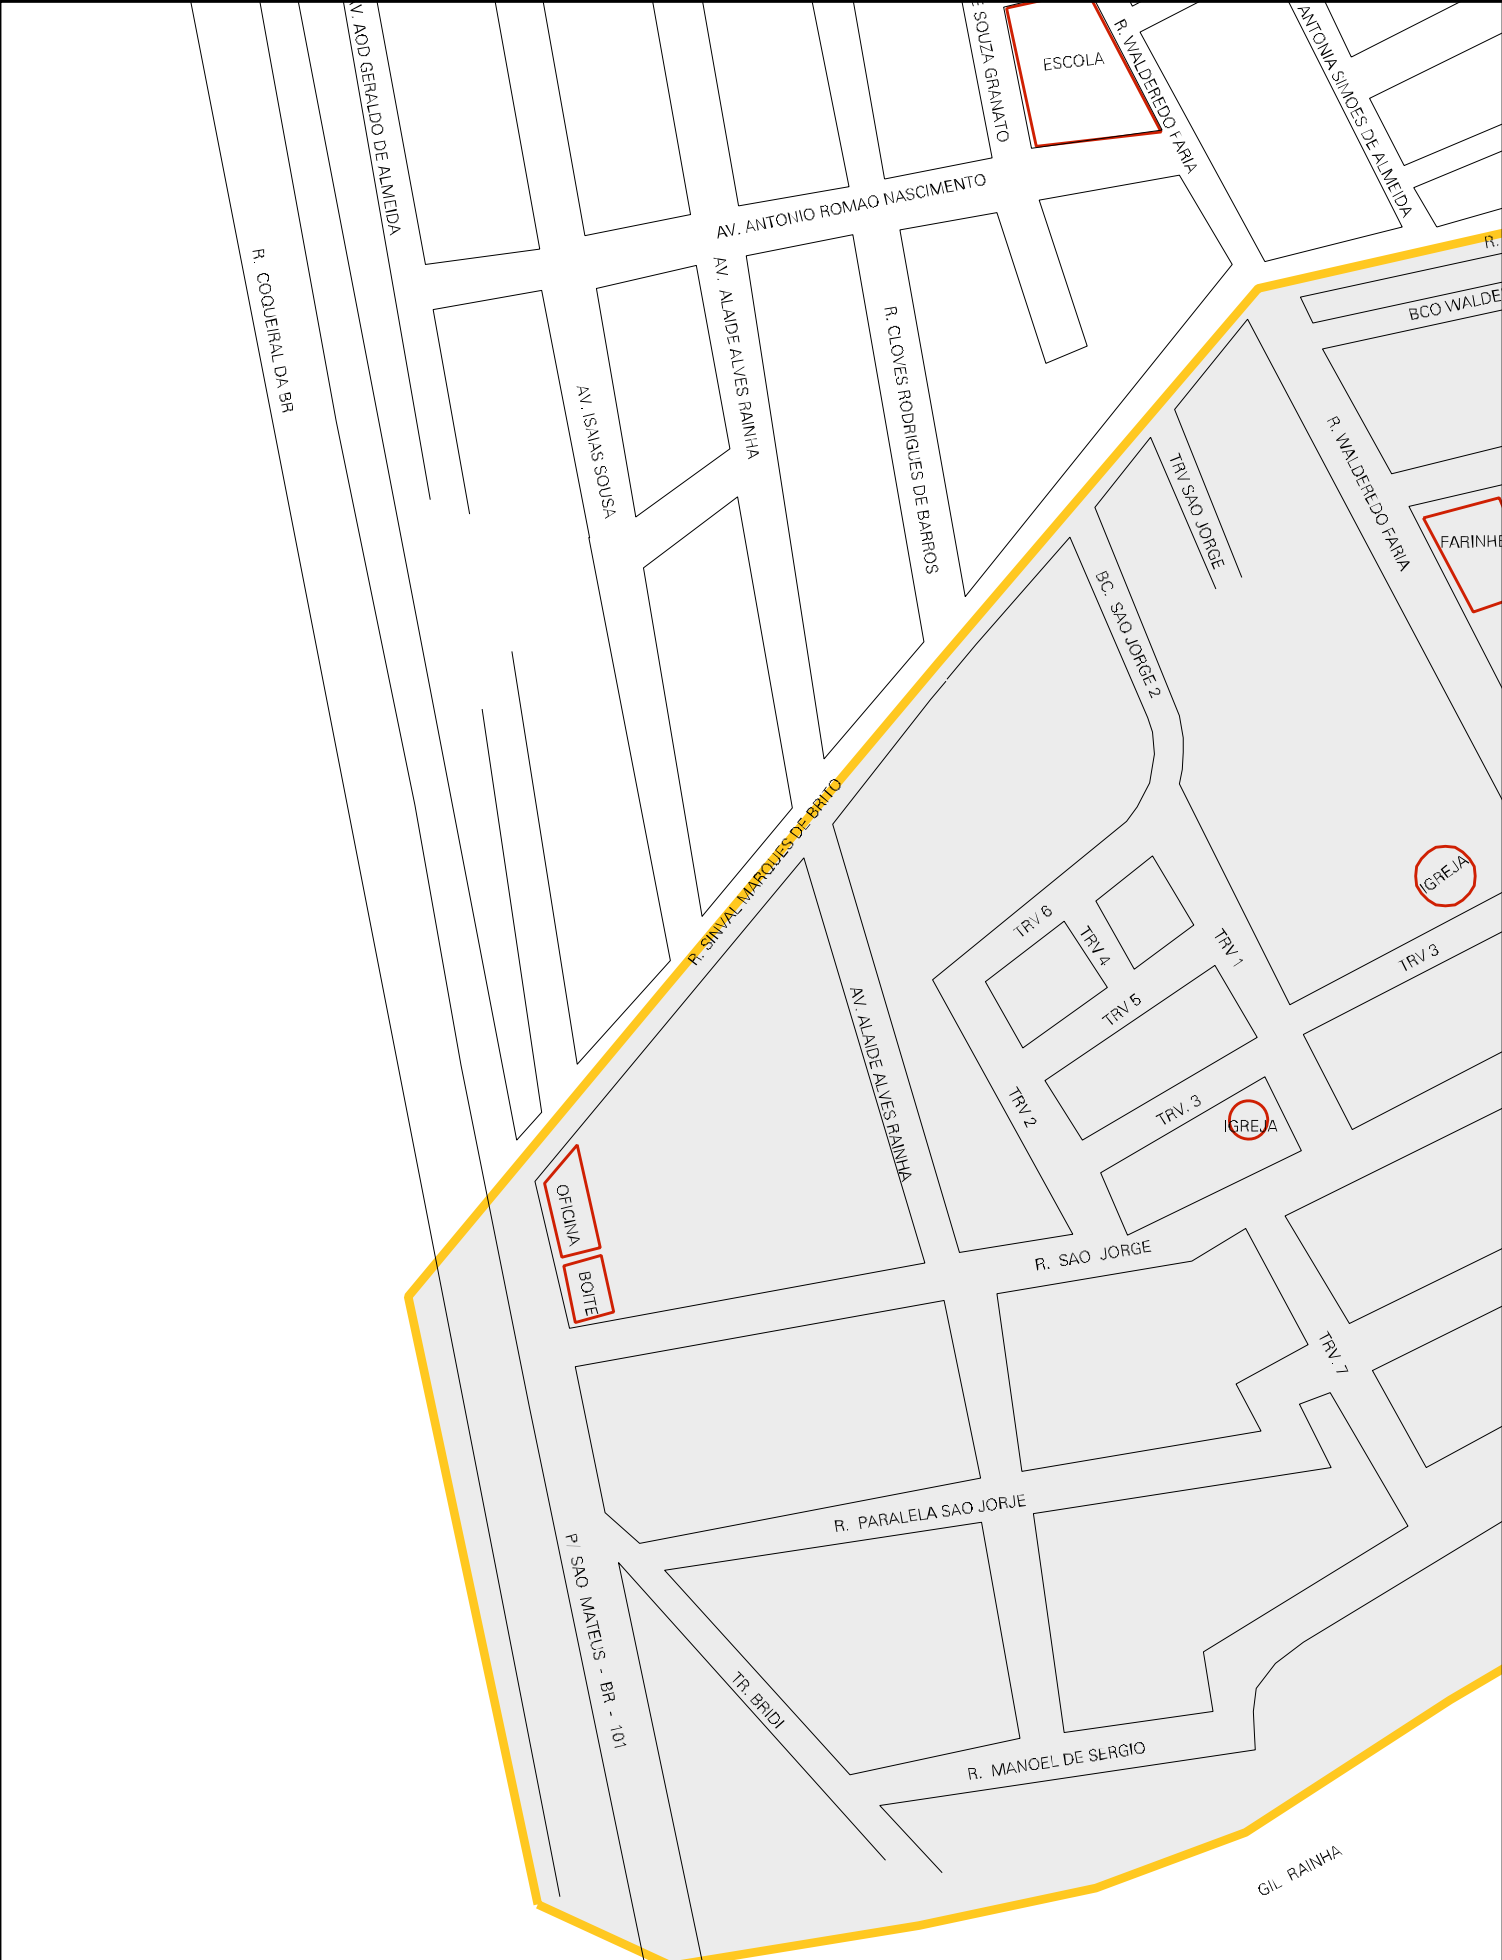 AV. AOD GERALDO DE ALMEIDA
SOUZA GRANATO
ESCOLA
R. WALDEREDO FARIA
ANTONIA SIMOES DE ALMEIDA
AV. ANTONIO ROMAO NASCIMENTO
R. COQUEIRAL DA BR
R.
BCO WALDE
AV. ALAIDE ALVES RAINHA
R. CLOVES RODRIGUES DE BARROS
AV. ISAIAS SOUSA
TRV SAO JORGE
R. WALDEREDO FARIA
FARINHE
BC. SAO JORGE 2
R. SINVAL MARQUES DE BRITO
IGREJA
TRV 6
TRV 4
TRV 1
TRV 3
TRV 5
AV. ALAIDE ALVES RAINHA
TRV 2
TRV. 3
IGREJA
OFICINA
BOITE
R. SAO JORGE
TRV. 7
R. PARALELA SAO JORJE
P/ SAO MATEUS - BR - 101
TR. BRIDI
R. MANOEL DE SERGIO
GIL RAINHA